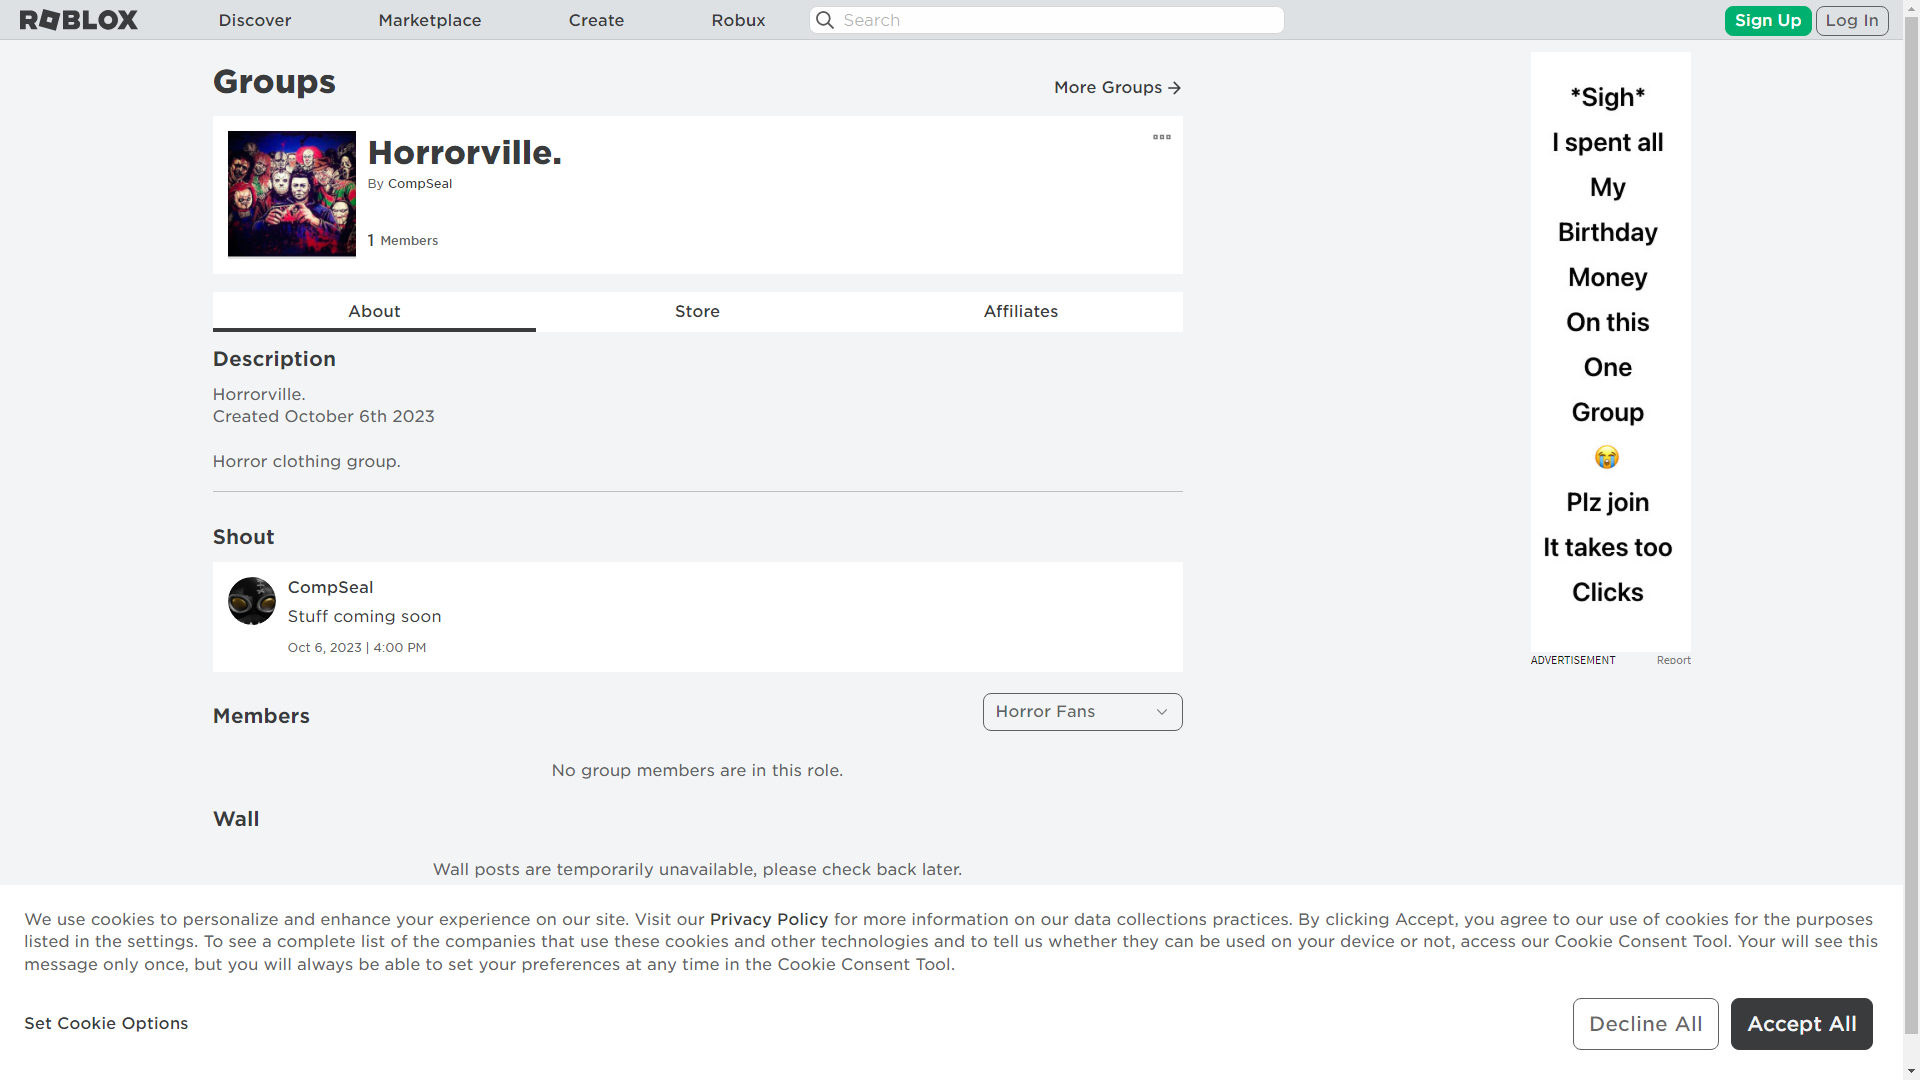 ROBLOX
Discover
Marketplace
Create
Robux
Search
Sign Up
Log In
Groups
More Groups
Horrorville.
By CompSeal
1 Members
About
Store
Affiliates
Description
Horrorville.
Created October 6th 2023
Horror clothing group.
Shout
CompSeal
Stuff coming soon
Oct 6, 2023 | 4:00 PM
Members
Horror Fans
No group members are in this role.
Wall
Wall posts are temporarily unavailable, please check back later.
*Sigh*
I spent all
My
Birthday
Money
On this
One
Group
😭
Plz join
It takes too
Clicks
ADVERTISEMENT
Report
We use cookies to personalize and enhance your experience on our site. Visit our Privacy Policy for more information on our data collections practices. By clicking Accept, you agree to our use of cookies for the purposes
listed in the settings. To see a complete list of the companies that use these cookies and other technologies and to tell us whether they can be used on your device or not, access our Cookie Consent Tool. Your will see this
message only once, but you will always be able to set your preferences at any time in the Cookie Consent Tool.
Set Cookie Options
Decline All
Accept All